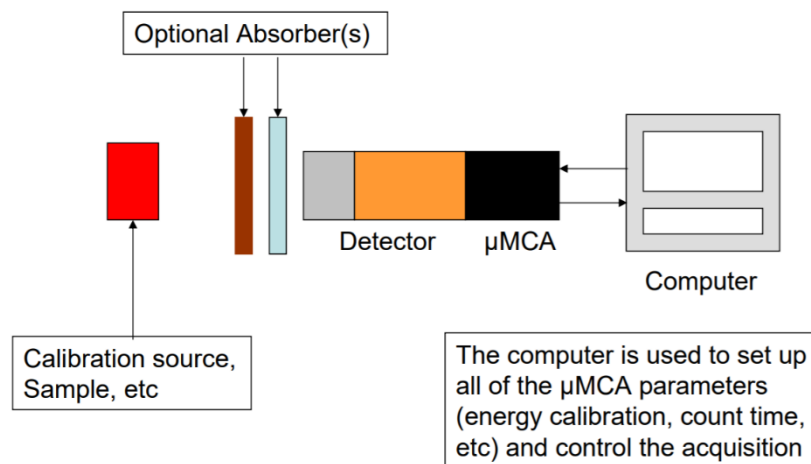 Optional Absorber(s)
Detector
µMCA
Computer
Calibration source,
Sample, etc
The computer is used to set up
all of the µMCA parameters
(energy calibration, count time,
etc) and control the acquisition